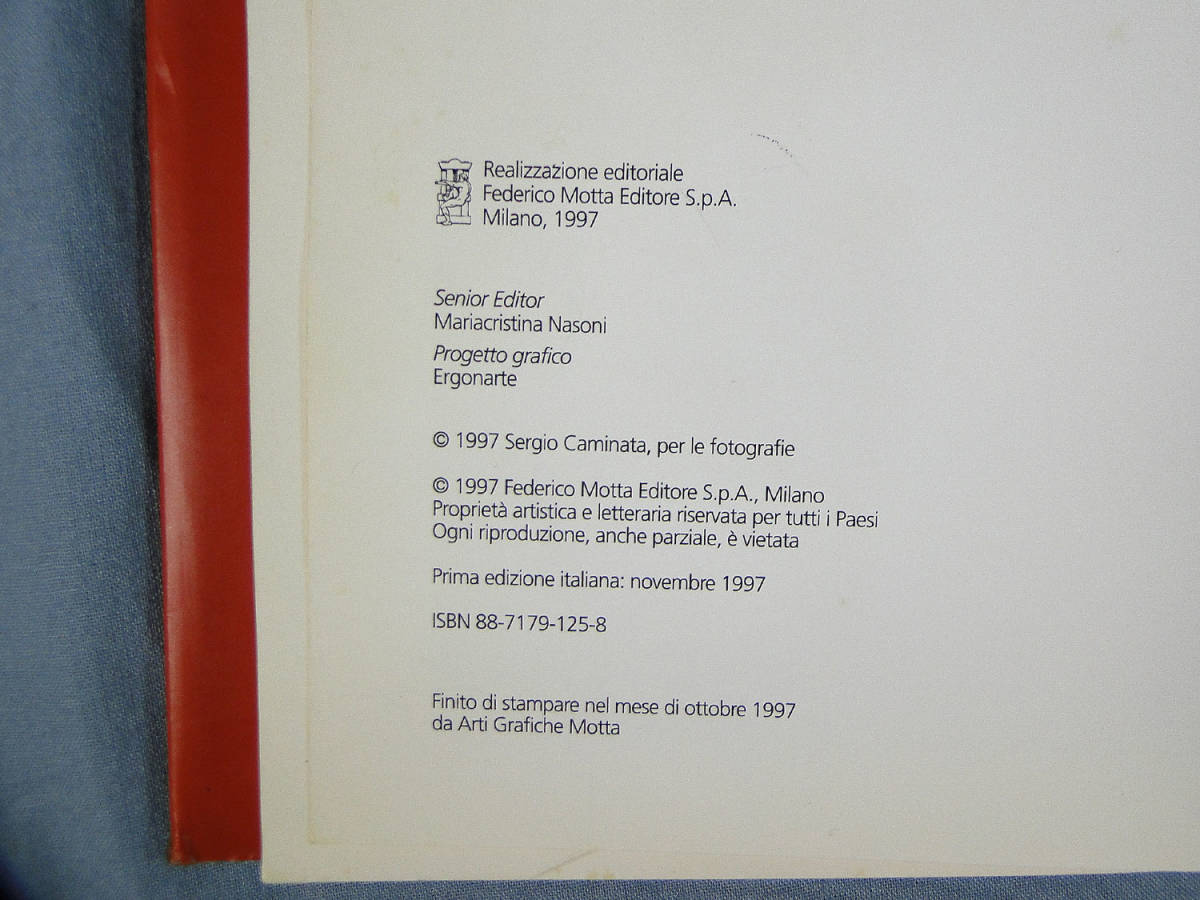 Realizzazione editoriale
Federico Motta Editore S.p.A.
Milano, 1997
Senior Editor
Mariacristina Nasoni
Progetto grafico
Ergonarte
© 1997 Sergio Caminata, per le fotografie
© 1997 Federico Motta Editore S.p.A., Milano
Proprietà artistica e letteraria riservata per tutti i Paesi
Ogni riproduzione, anche parziale, è vietata
Prima edizione italiana: novembre 1997
ISBN 88-7179-125-8
Finito di stampare nel mese di ottobre 1997
da Arti Grafiche Motta